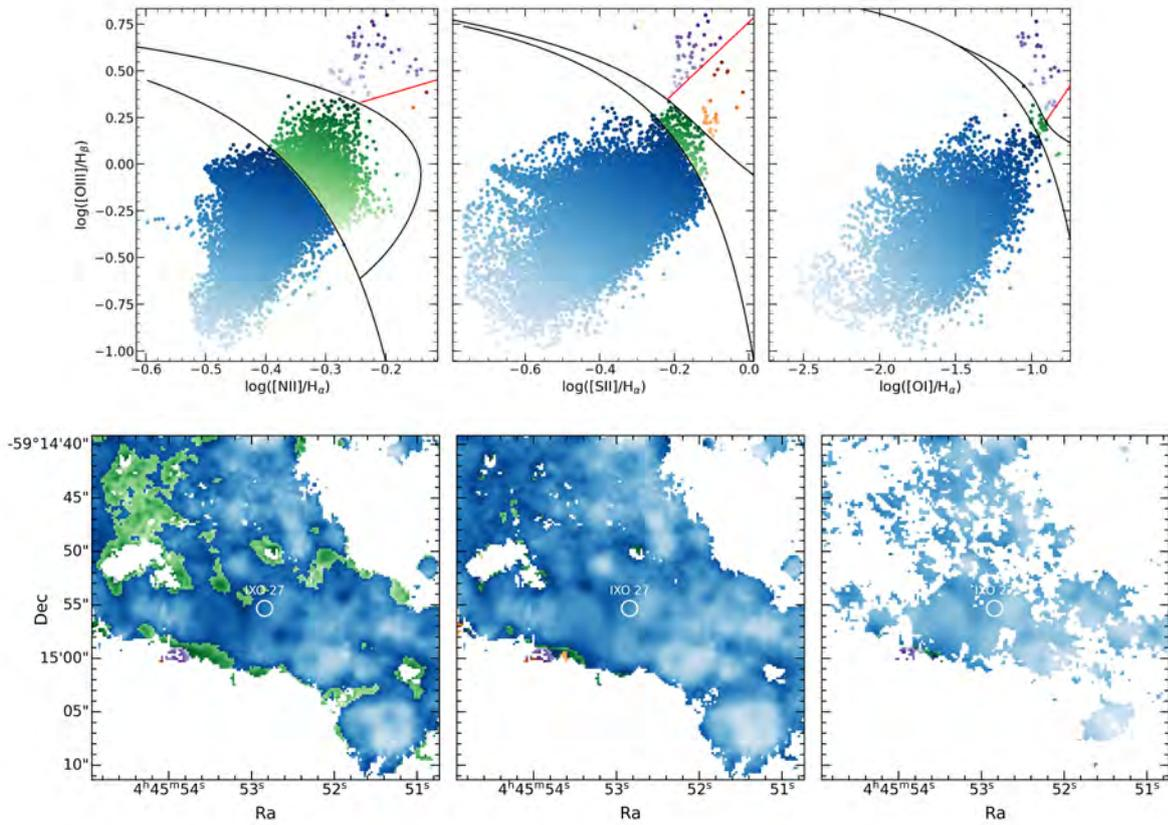 0.75
0.50
0.25
0.00
−0.25
−0.50
−0.75
−1.00
log([OIII]/Hβ)
−0.6 −0.5 −0.4 −0.3 −0.2
−0.6 −0.4 −0.2 0.0
−2.0 −1.5 −1.0
log([NII]/Hα)
log([SII]/Hα)
log([OI]/Hα)
-59°14'40"
45"
50"
55"
15'00"
05"
10"
Dec
IXO 27
IXO 27
IXO 27
4ʰ45ᵐ54ˢ 53ˢ 52ˢ 51ˢ
4ʰ45ᵐ54ˢ 53ˢ 52ˢ 51ˢ
4ʰ45ᵐ54ˢ 53ˢ 52ˢ 51ˢ
Ra
Ra
Ra